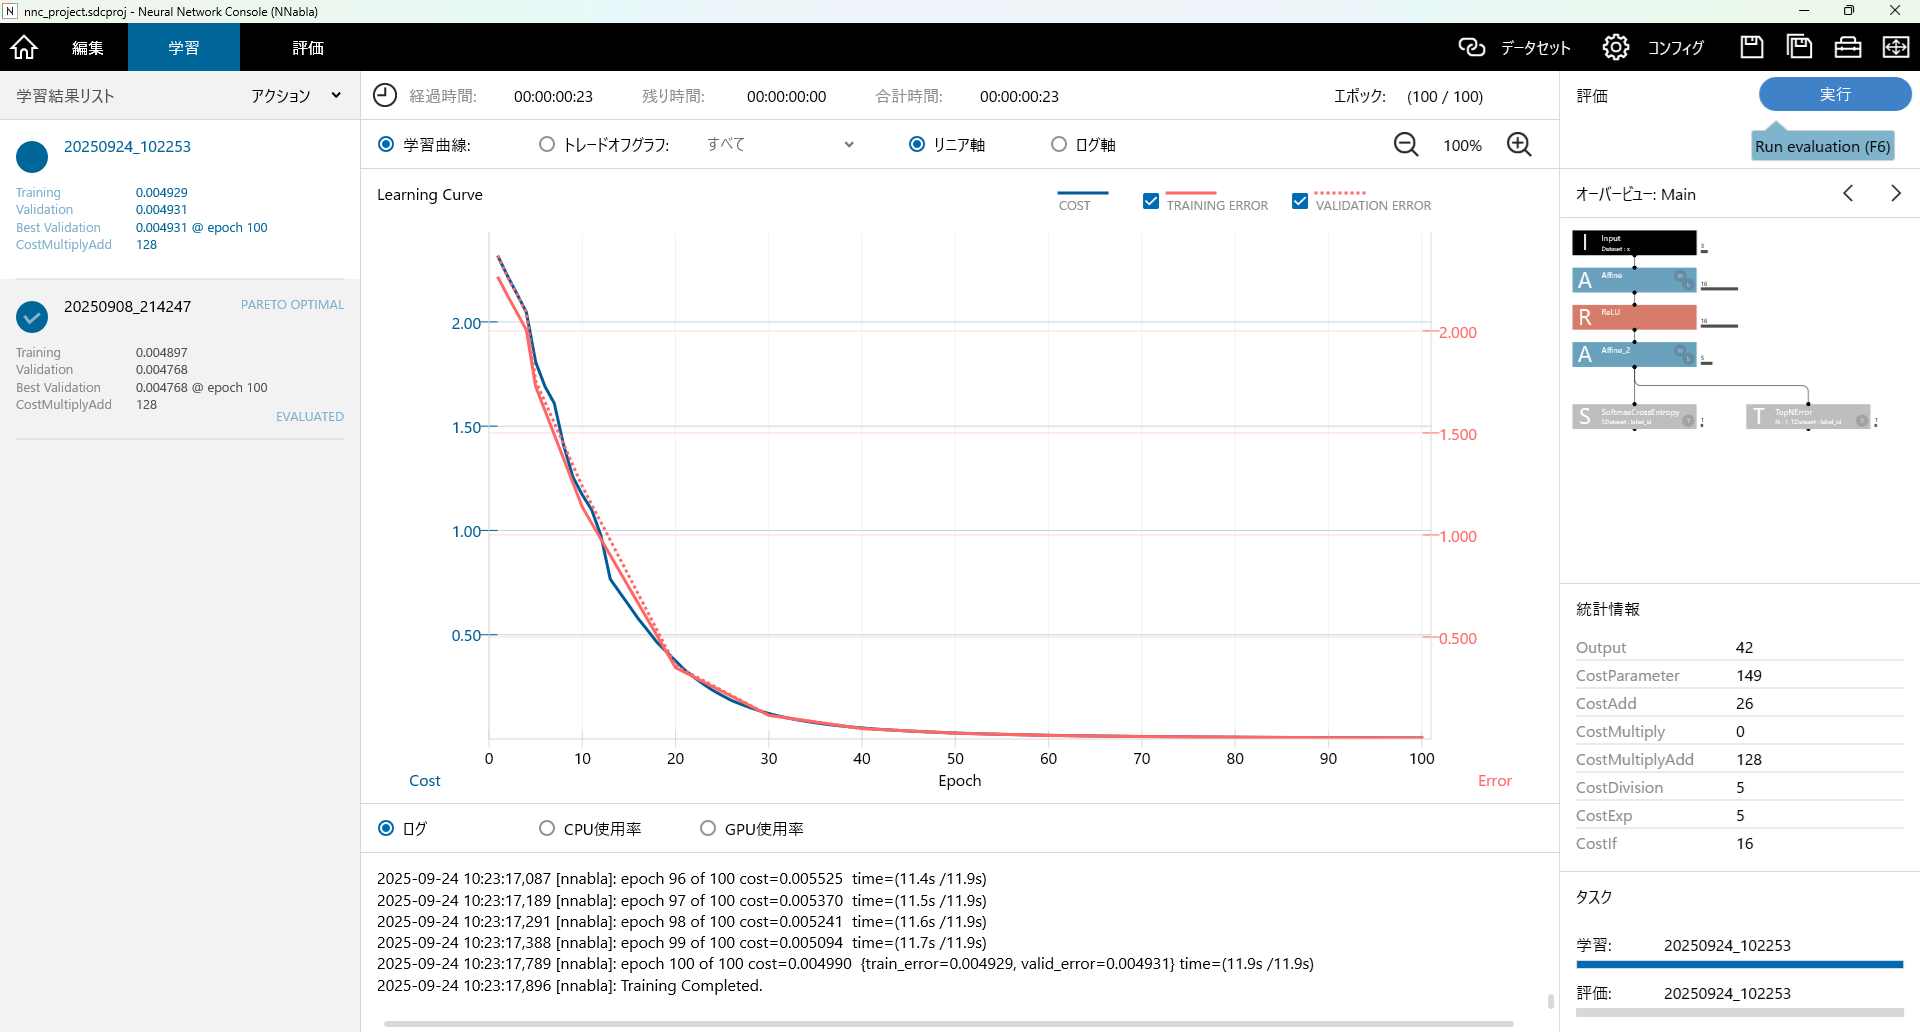 nnc_project.sdcproj - Neural Network Console (NNabla)
編集 学習 評価 データセット コンフィグ
学習結果リスト アクション
20250924_102253
Training 0.004929
Validation 0.004931
Best Validation 0.004931 @ epoch 100
CostMultiplyAdd 128
20250908_214247 PARETO OPTIMAL
Training 0.004897
Validation 0.004768
Best Validation 0.004768 @ epoch 100
CostMultiplyAdd 128
EVALUATED
経過時間: 00:00:00:23 残り時間: 00:00:00:00 合計時間: 00:00:00:23 エポック: (100 / 100)
学習曲線: トレードオフグラフ: すべて リニア軸 ログ軸 100%
Learning Curve
COST TRAINING ERROR VALIDATION ERROR
2.00 2.000
1.50 1.500
1.00 1.000
0.50 0.500
0 10 20 30 40 50 60 70 80 90 100
Cost Epoch Error
ログ CPU使用率 GPU使用率
2025-09-24 10:23:17,087 [nnabla]: epoch 96 of 100 cost=0.005525 time=(11.4s /11.9s)
2025-09-24 10:23:17,189 [nnabla]: epoch 97 of 100 cost=0.005370 time=(11.5s /11.9s)
2025-09-24 10:23:17,291 [nnabla]: epoch 98 of 100 cost=0.005241 time=(11.6s /11.9s)
2025-09-24 10:23:17,388 [nnabla]: epoch 99 of 100 cost=0.005094 time=(11.7s /11.9s)
2025-09-24 10:23:17,789 [nnabla]: epoch 100 of 100 cost=0.004990 {train_error=0.004929, valid_error=0.004931} time=(11.9s /11.9s)
2025-09-24 10:23:17,896 [nnabla]: Training Completed.
評価 実行
Run evaluation (F6)
オーバービュー: Main
I Input
Dataset : x
3
A Affine
16
R ReLU
16
A Affine_2
5
S SoftmaxCrossEntropy
T.Dataset : label_id
1
T TopNError
N : 1, T.Dataset : label_id
1
統計情報
Output 42
CostParameter 149
CostAdd 26
CostMultiply 0
CostMultiplyAdd 128
CostDivision 5
CostExp 5
CostIf 16
タスク
学習: 20250924_102253
評価: 20250924_102253